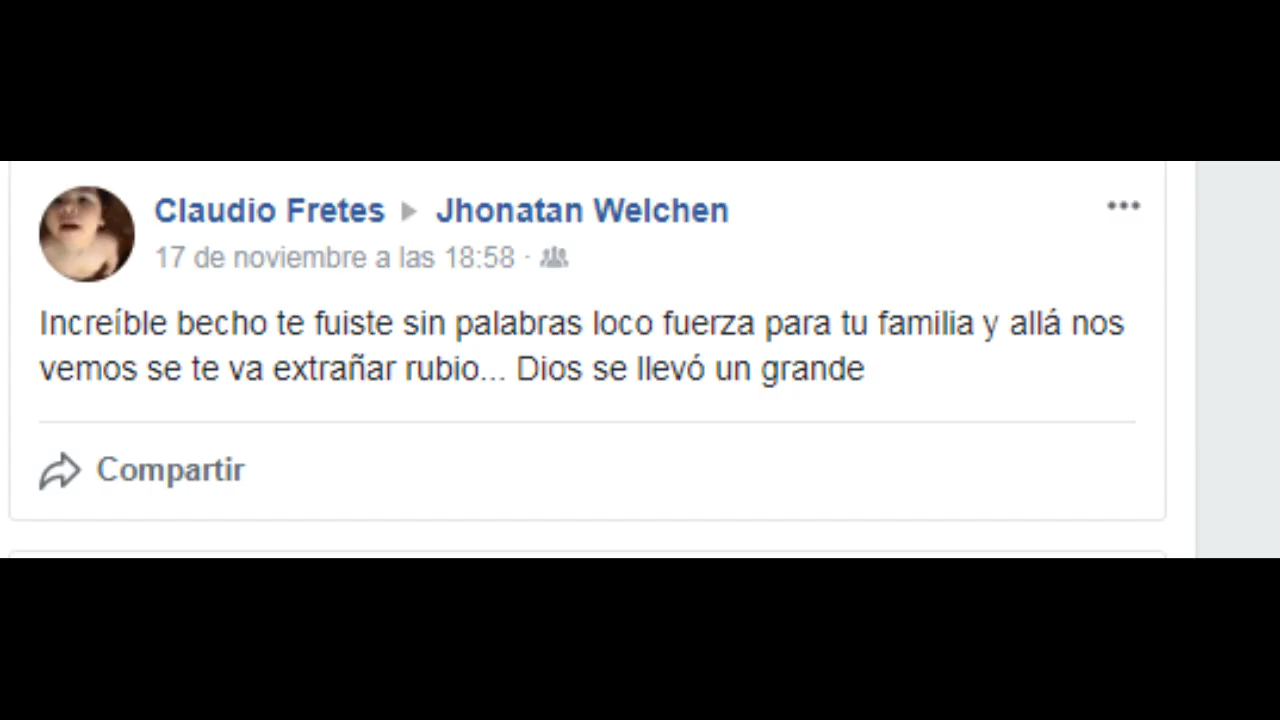 Claudio Fretes ▶ Jhonatan Welchen
17 de noviembre a las 18:58 ·
Increíble becho te fuiste sin palabras loco fuerza para tu familia y allá nos
vemos se te va extrañar rubio... Dios se llevó un grande
Compartir